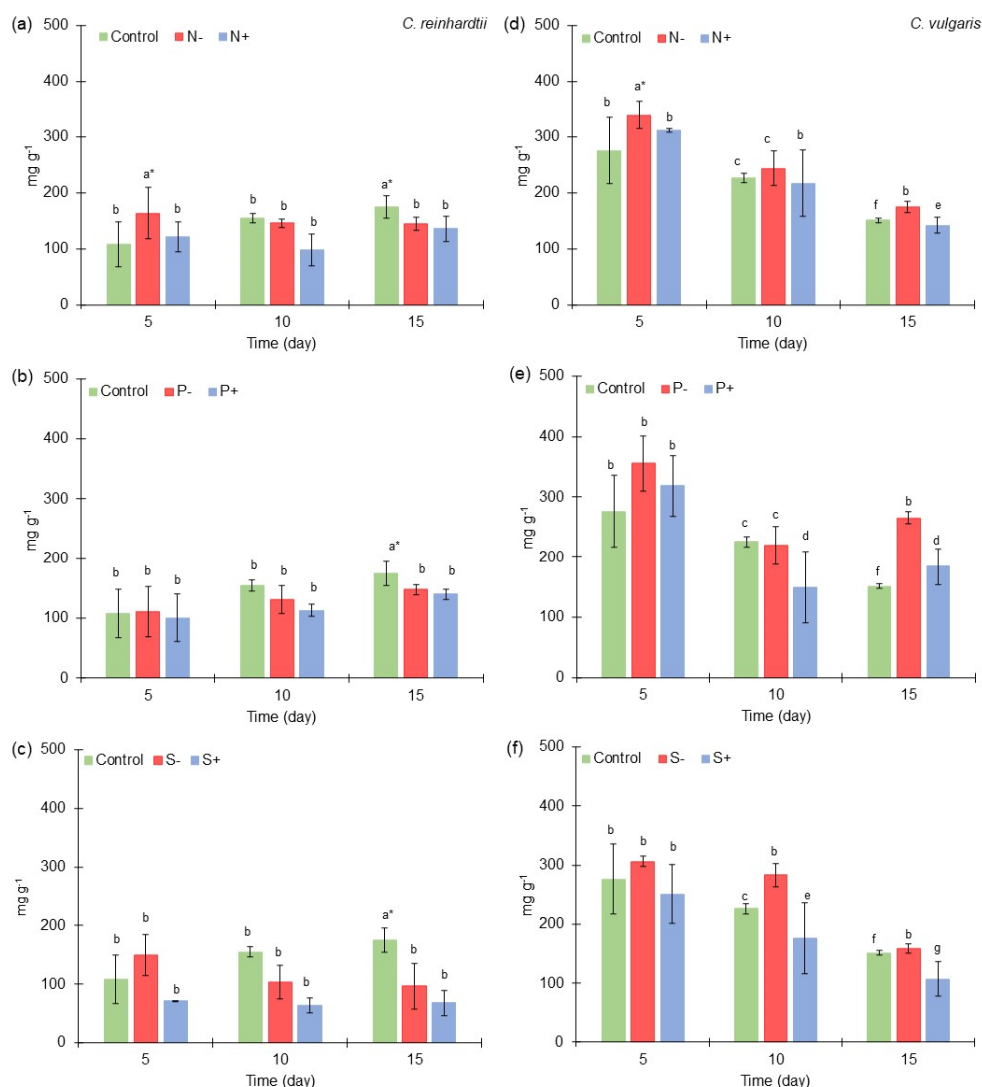 (a) 500 Control N- N+ C. reinhardtii
400
300
200
100
0
mg g⁻¹
b a* b b b b a* b b
5 10 15
Time (day)
(d) 500 Control N- N+ C. vulgaris
400
300
200
100
0
mg g⁻¹
b a* b c c b f b e
5 10 15
Time (day)
(b) 500 Control P- P+
400
300
200
100
0
mg g⁻¹
b b b b b b a* b b
5 10 15
Time (day)
(e) 500 Control P- P+
400
300
200
100
0
mg g⁻¹
b b b c c d f b d
5 10 15
Time (day)
(c) 500 Control S- S+
400
300
200
100
0
mg g⁻¹
b b b b b b a* b b
5 10 15
Time (day)
(f) 500 Control S- S+
400
300
200
100
0
mg g⁻¹
b b b c b e f b g
5 10 15
Time (day)